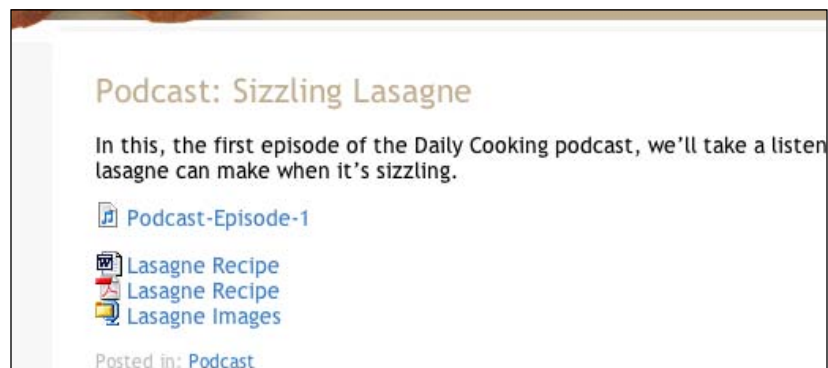 Podcast: Sizzling Lasagne
In this, the first episode of the Daily Cooking podcast, we’ll take a listen
lasagne can make when it’s sizzling.
Podcast-Episode-1
Lasagne Recipe
Lasagne Recipe
Lasagne Images
Posted in: Podcast